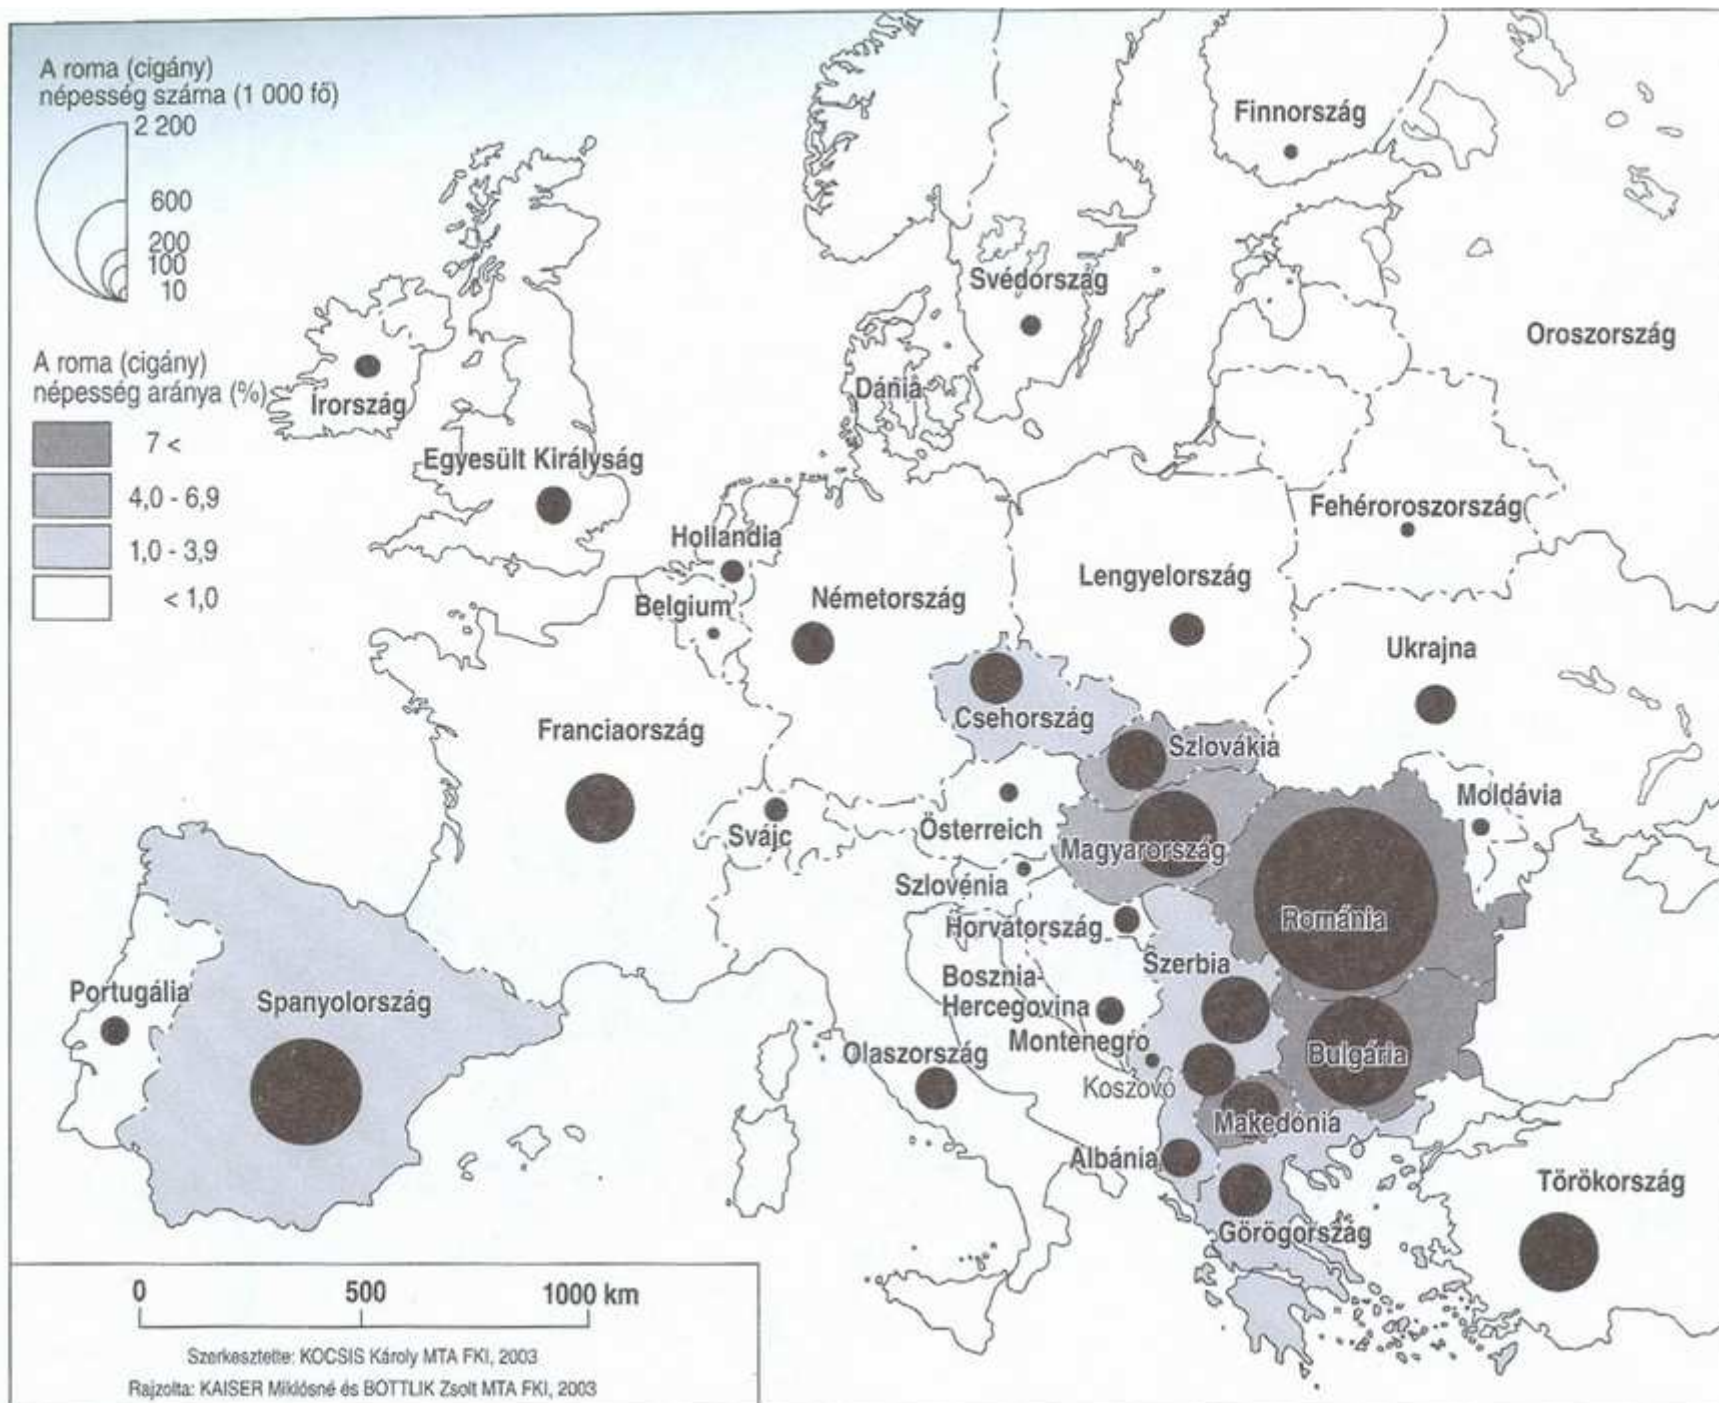 A roma (cigány)
népesség száma (1 000 fő)
2 200
600
200
100
10
A roma (cigány)
népesség aránya (%)
7 <
4,0 - 6,9
1,0 - 3,9
< 1,0
Finnország
Svédország
Oroszország
Dánia
Írország
Egyesült Királyság
Fehéroroszország
Hollandia
Lengyelország
Belgium
Németország
Ukrajna
Csehország
Franciaország
Szlovákia
Moldávia
Svájc
Österreich
Magyarország
Szlovénia
Románia
Horvátország
Szerbia
Bosznia-
Hercegovina
Portugália
Spanyolország
Montenegro
Olaszország
Bulgária
Koszovó
Makedónia
Albánia
Törökország
Görögország
0
500
1000 km
Szerkesztette: KOCSIS Károly MTA FKI, 2003
Rajzolta: KAISER Miklósné és BOTTLIK Zsolt MTA FKI, 2003